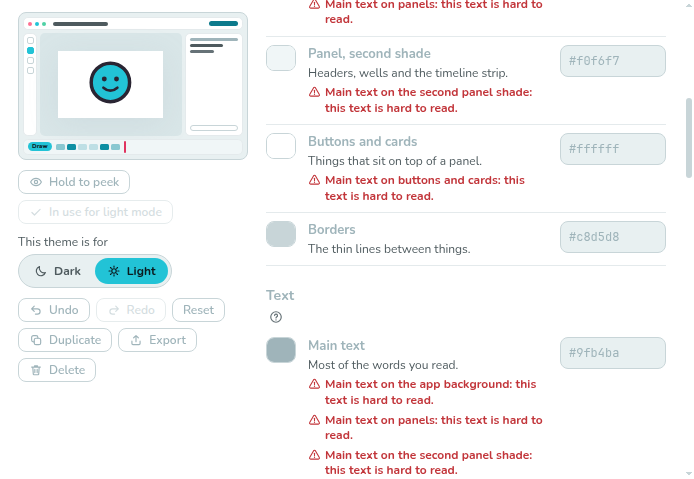 Draw
Hold to peek
In use for light mode
This theme is for
Dark
Light
Undo
Redo
Reset
Duplicate
Export
Delete
Main text on panels: this text is hard to
read.
Panel, second shade
#f0f6f7
Headers, wells and the timeline strip.
Main text on the second panel shade:
this text is hard to read.
Buttons and cards
#ffffff
Things that sit on top of a panel.
Main text on buttons and cards: this
text is hard to read.
Borders
#c8d5d8
The thin lines between things.
Text
Main text
#9fb4ba
Most of the words you read.
Main text on the app background: this
text is hard to read.
Main text on panels: this text is hard to
read.
Main text on the second panel shade:
this text is hard to read.